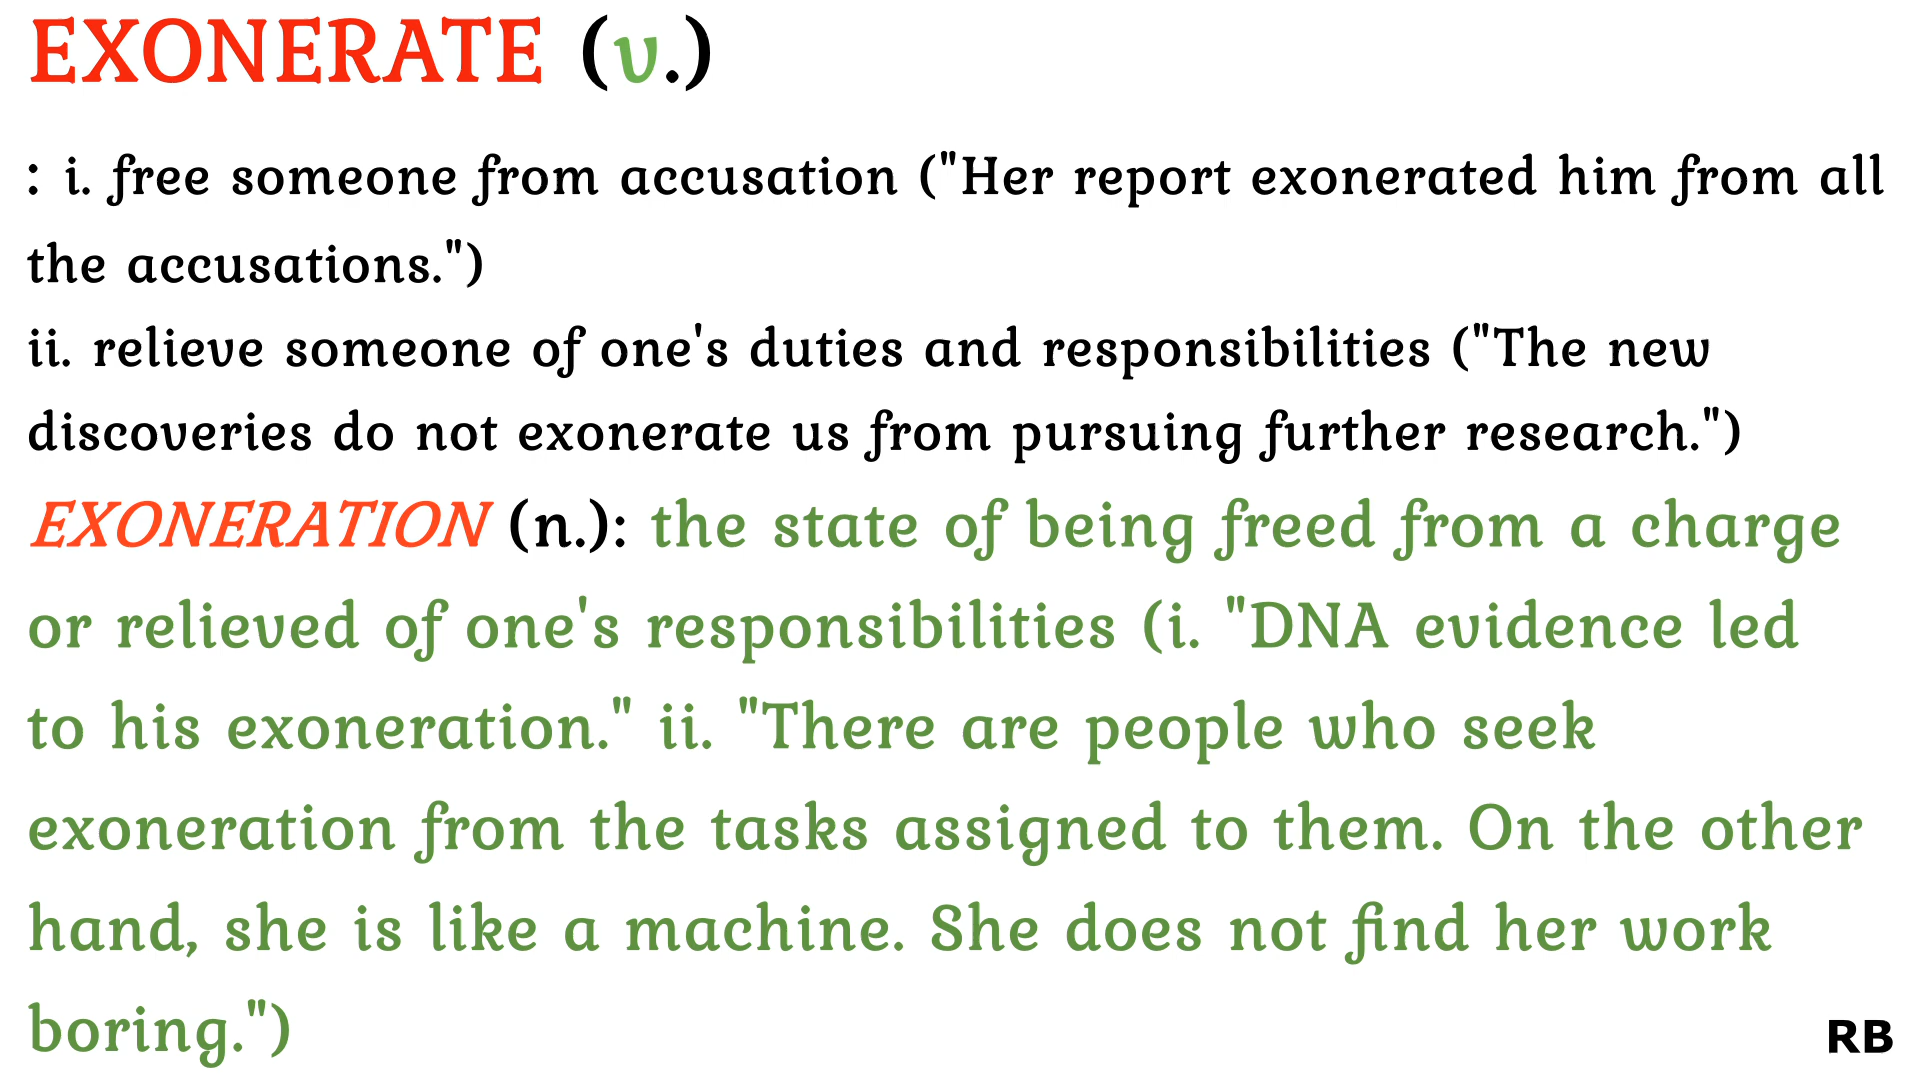 EXONERATE (v.)
: i. free someone from accusation ("Her report exonerated him from all
the accusations.")
ii. relieve someone of one's duties and responsibilities ("The new
discoveries do not exonerate us from pursuing further research.")
EXONERATION (n.): the state of being freed from a charge
or relieved of one's responsibilities (i. "DNA evidence led
to his exoneration." ii. "There are people who seek
exoneration from the tasks assigned to them. On the other
hand, she is like a machine. She does not find her work
boring.")
RB